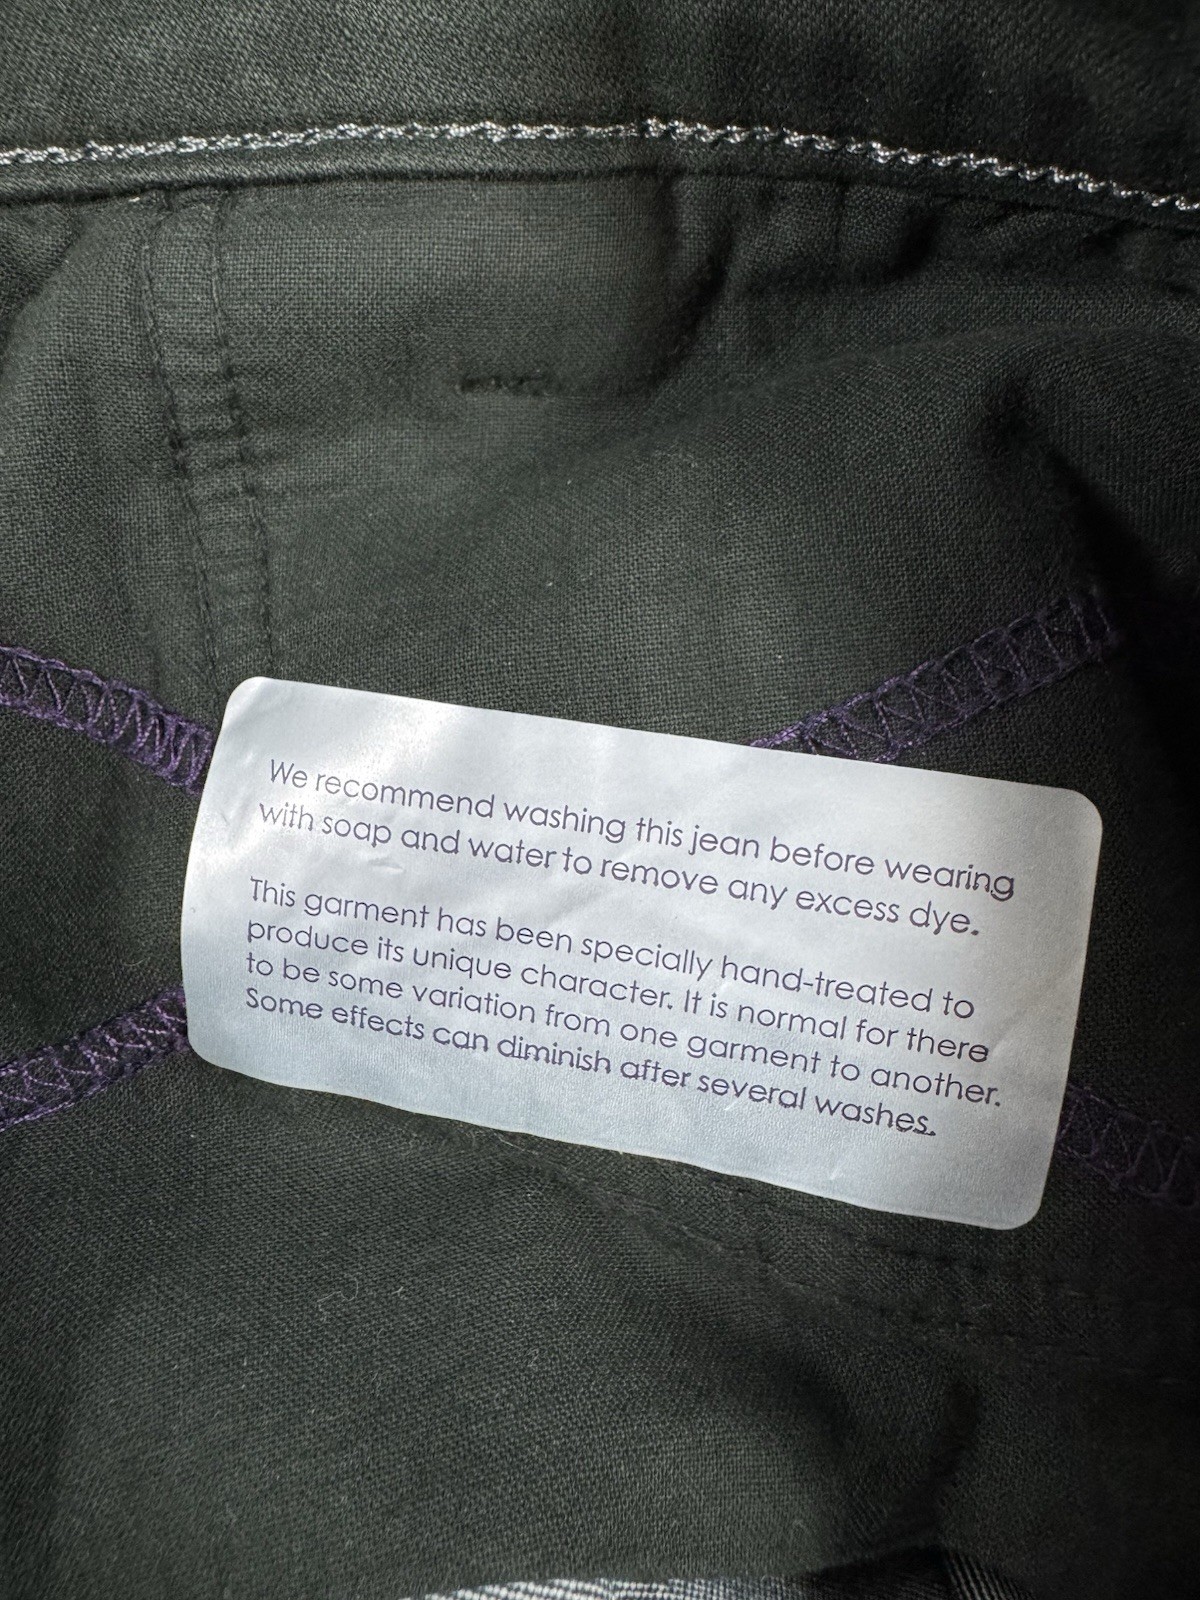 We recommend washing this jean before wearing
with soap and water to remove any excess dye.
This garment has been specially hand-treated to
produce its unique character. It is normal for there
to be some variation from one garment to another.
Some effects can diminish after several washes.